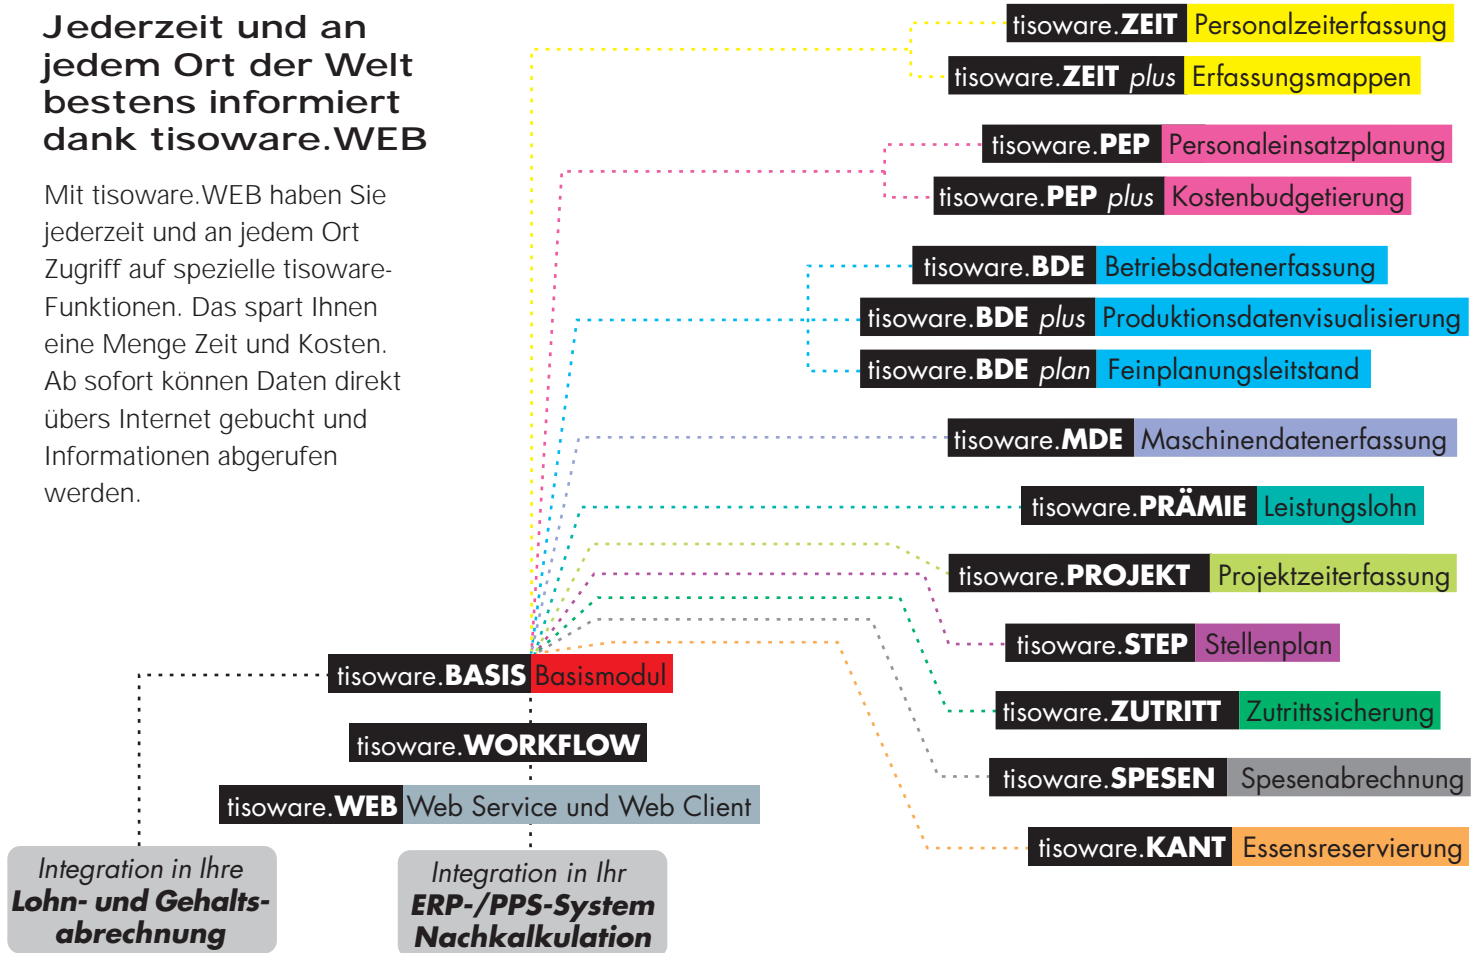 Jederzeit und an
jedem Ort der Welt
bestens informiert
dank tisoware.WEB
Mit tisoware.WEB haben Sie
jederzeit und an jedem Ort
Zugriff auf spezielle tisoware-
Funktionen. Das spart Ihnen
eine Menge Zeit und Kosten.
Ab sofort können Daten direkt
übers Internet gebucht und
Informationen abgerufen
werden.
tisoware.ZEIT Personalzeiterfassung
tisoware.ZEIT plus Erfassungsmappen
tisoware.PEP Personaleinsatzplanung
tisoware.PEP plus Kostenbudgetierung
tisoware.BDE Betriebsdatenerfassung
tisoware.BDE plus Produktionsdatenvisualisierung
tisoware.BDE plan Feinplanungsleitstand
tisoware.MDE Maschinendatenerfassung
tisoware.PRÄMIE Leistungslohn
tisoware.PROJEKT Projektzeiterfassung
tisoware.STEP Stellenplan
tisoware.ZUTRITT Zutrittssicherung
tisoware.SPESEN Spesenabrechnung
tisoware.KANT Essensreservierung
tisoware.BASIS Basismodul
tisoware.WORKFLOW
tisoware.WEB Web Service und Web Client
Integration in Ihre
Lohn- und Gehalts-
abrechnung
Integration in Ihr
ERP-/PPS-System
Nachkalkulation